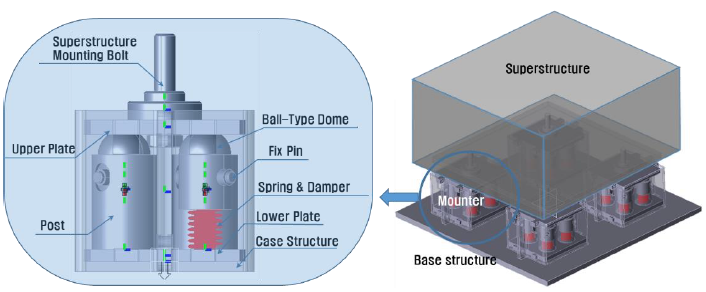 Superstructure
Mounting Bolt
Ball-Type Dome
Upper Plate
Fix Pin
Spring & Damper
Post
Lower Plate
Case Structure
Superstructure
Mounter
Base structure